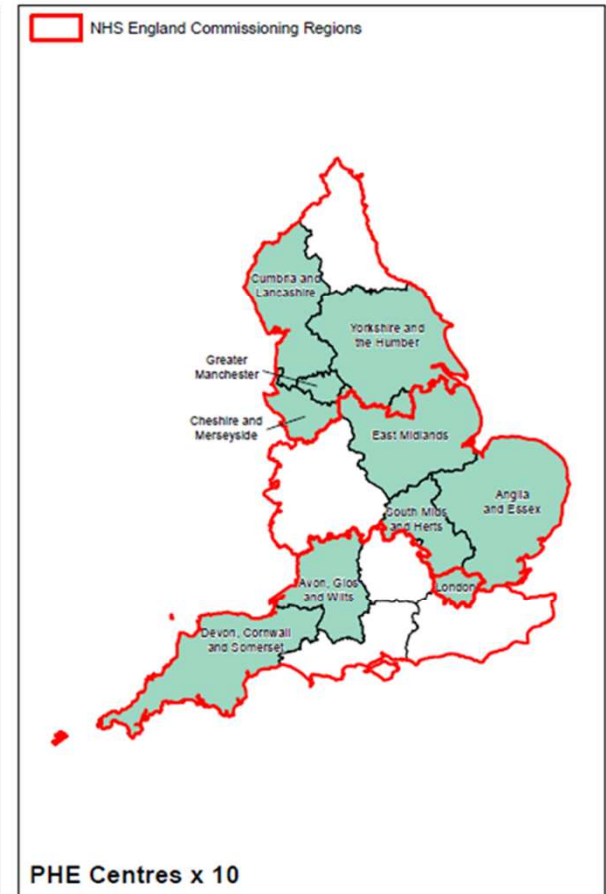 NHS England Commissioning Regions
Cumbria and
Lancashire
Yorkshire and
the Humber
Greater
Manchester
Cheshire and
Merseyside
East Midlands
Anglia
and Essex
South Mids
and Herts
Avon, Glos
and Wilts
London
Devon, Cornwall
and Somerset
PHE Centres x 10